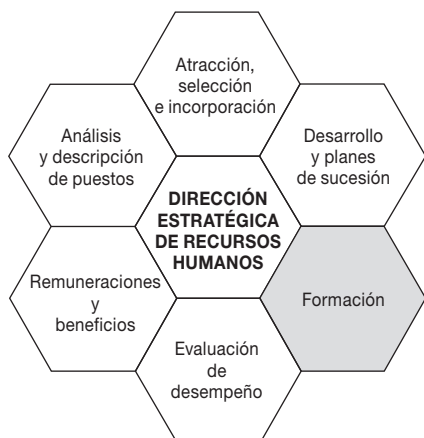 Atracción,
selección
e incorporación
Análisis
y descripción
de puestos
Desarrollo
y planes
de sucesión
DIRECCIÓN
ESTRATÉGICA
DE RECURSOS
HUMANOS
Remuneraciones
y
beneficios
Formación
Evaluación
de
desempeño